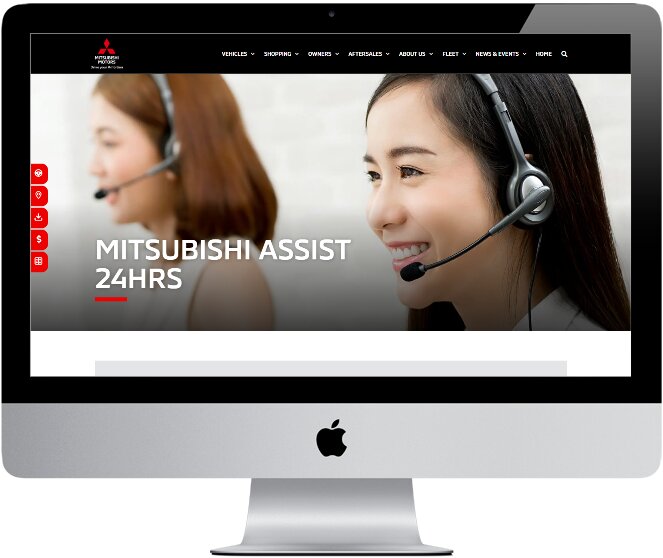 MITSUBISHI
MOTORS
Drive your Ambition
VEHICLES SHOPPING OWNERS AFTERSALES ABOUT US FLEET NEWS & EVENTS HOME
$
MITSUBISHI ASSIST
24HRS